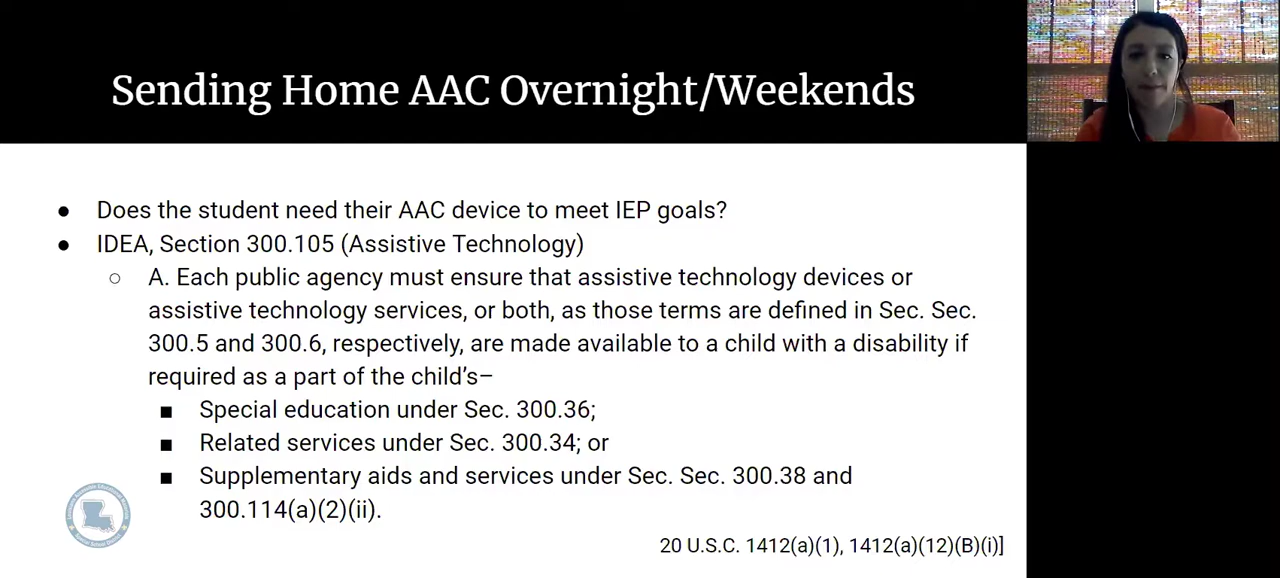 Sending Home AAC Overnight/Weekends
● Does the student need their AAC device to meet IEP goals?
● IDEA, Section 300.105 (Assistive Technology)
○ A. Each public agency must ensure that assistive technology devices or
assistive technology services, or both, as those terms are defined in Sec. Sec.
300.5 and 300.6, respectively, are made available to a child with a disability if
required as a part of the child’s–
■ Special education under Sec. 300.36;
■ Related services under Sec. 300.34; or
■ Supplementary aids and services under Sec. Sec. 300.38 and
300.114(a)(2)(ii).
20 U.S.C. 1412(a)(1), 1412(a)(12)(B)(i)]